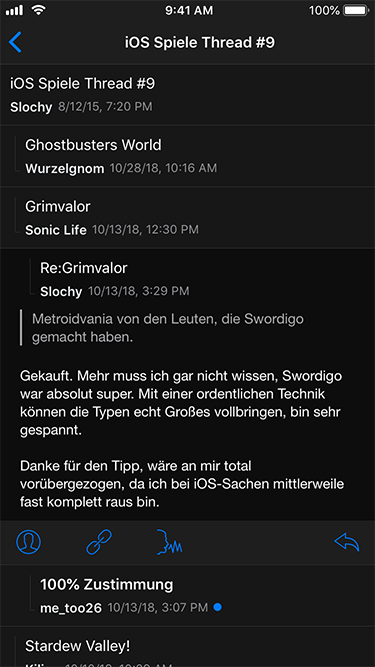 9:41 AM
100%
iOS Spiele Thread #9
iOS Spiele Thread #9
Slochy 8/12/15, 7:20 PM
Ghostbusters World
Wurzelgnom 10/28/18, 10:16 AM
Grimvalor
Sonic Life 10/13/18, 12:30 PM
Re:Grimvalor
Slochy 10/13/18, 3:29 PM
Metroidvania von den Leuten, die Swordigo
gemacht haben.
Gekauft. Mehr muss ich gar nicht wissen, Swordigo
war absolut super. Mit einer ordentlichen Technik
können die Typen echt Großes vollbringen, bin sehr
gespannt.
Danke für den Tipp, wäre an mir total
vorübergezogen, da ich bei iOS-Sachen mittlerweile
fast komplett raus bin.
100% Zustimmung
me_too26 10/13/18, 3:07 PM
Stardew Valley!